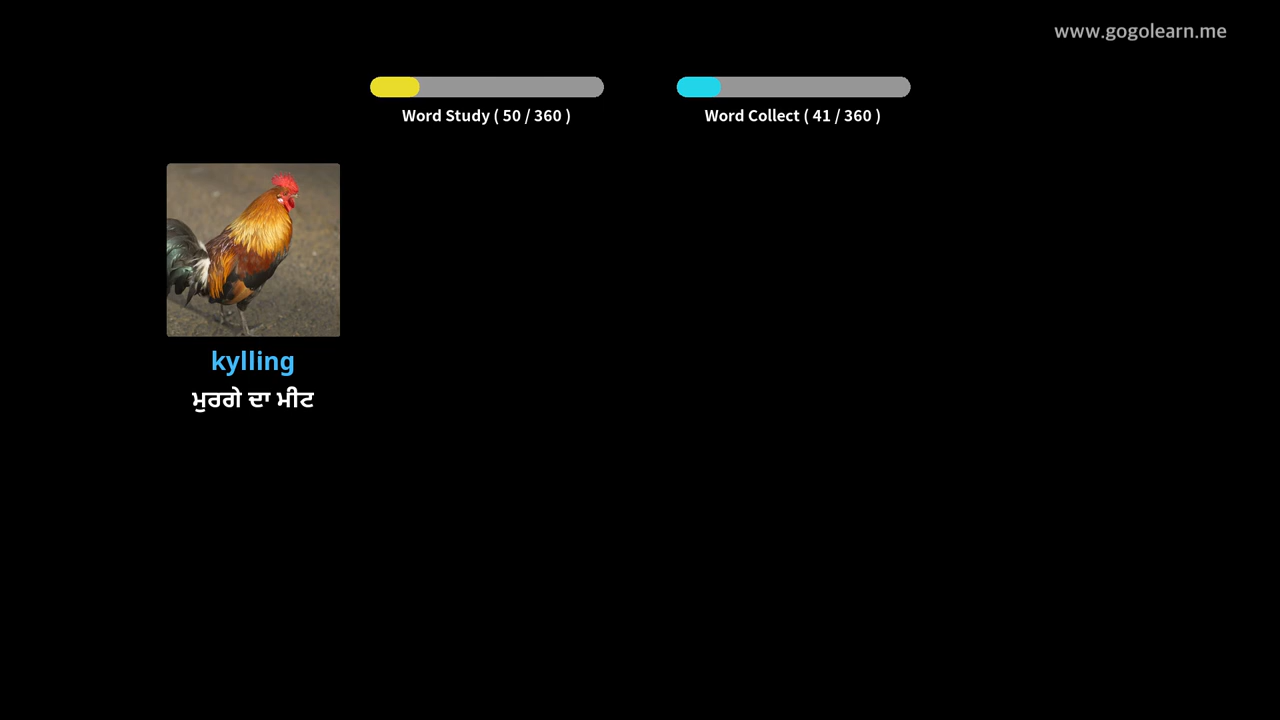 www.gogolearn.me
Word Study ( 50 / 360 )
Word Collect ( 41 / 360 )
kylling
ਮੁਰਗੇ ਦਾ ਮੀਟ